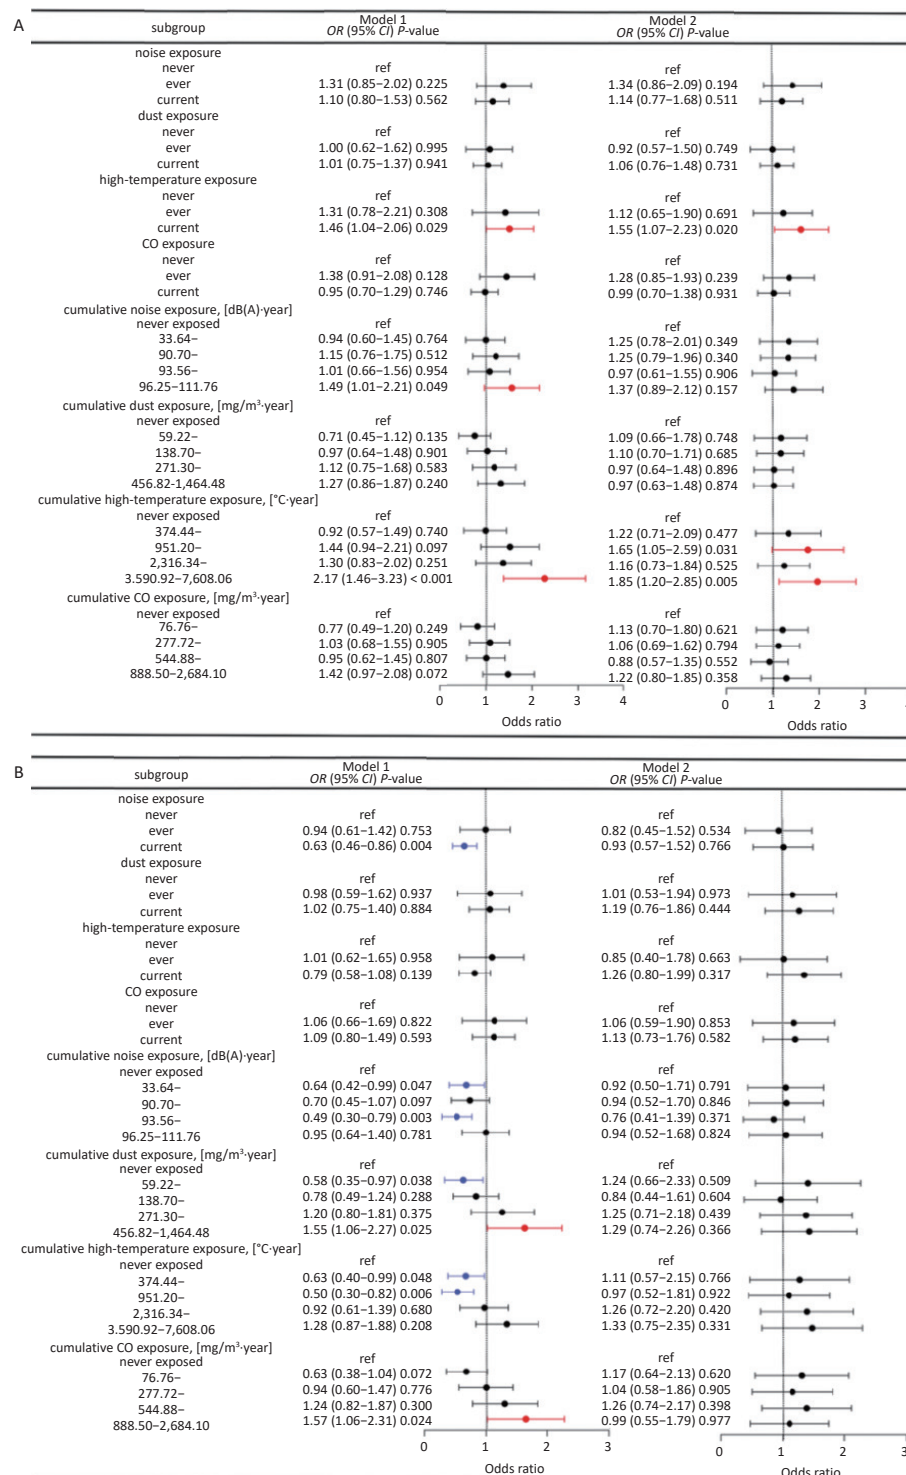 A
subgroup Model 1 Model 2
OR (95% CI) P-value OR (95% CI) P-value
noise exposure
never ref ref
ever 1.31 (0.85−2.02) 0.225 1.34 (0.86−2.09) 0.194
current 1.10 (0.80−1.53) 0.562 1.14 (0.77−1.68) 0.511
dust exposure
never ref ref
ever 1.00 (0.62−1.62) 0.995 0.92 (0.57−1.50) 0.749
current 1.01 (0.75−1.37) 0.941 1.06 (0.76−1.48) 0.731
high-temperature exposure
never ref ref
ever 1.31 (0.78−2.21) 0.308 1.12 (0.65−1.90) 0.691
current 1.46 (1.04−2.06) 0.029 1.55 (1.07−2.23) 0.020
CO exposure
never ref ref
ever 1.38 (0.91−2.08) 0.128 1.28 (0.85−1.93) 0.239
current 0.95 (0.70−1.29) 0.746 0.99 (0.70−1.38) 0.931
cumulative noise exposure, [dB(A)·year]
never exposed ref ref
33.64− 0.94 (0.60−1.45) 0.764 1.25 (0.78−2.01) 0.349
90.70− 1.15 (0.76−1.75) 0.512 1.25 (0.79−1.96) 0.340
93.56− 1.01 (0.66−1.56) 0.954 0.97 (0.61−1.55) 0.906
96.25−111.76 1.49 (1.01−2.21) 0.049 1.37 (0.89−2.12) 0.157
cumulative dust exposure, [mg/m³·year]
never exposed ref ref
59.22− 0.71 (0.45−1.12) 0.135 1.09 (0.66−1.78) 0.748
138.70− 0.97 (0.64−1.48) 0.901 1.10 (0.70−1.71) 0.685
271.30− 1.12 (0.75−1.68) 0.583 0.97 (0.64−1.48) 0.896
456.82-1,464.48 1.27 (0.86−1.87) 0.240 0.97 (0.63−1.48) 0.874
cumulative high-temperature exposure, [°C·year]
never exposed ref ref
374.44− 0.92 (0.57−1.49) 0.740 1.22 (0.71−2.09) 0.477
951.20− 1.44 (0.94−2.21) 0.097 1.65 (1.05−2.59) 0.031
2,316.34− 1.30 (0.83−2.02) 0.251 1.16 (0.73−1.84) 0.525
3.590.92−7,608.06 2.17 (1.46−3.23) < 0.001 1.85 (1.20−2.85) 0.005
cumulative CO exposure, [mg/m³·year]
never exposed ref ref
76.76− 0.77 (0.49−1.20) 0.249 1.13 (0.70−1.80) 0.621
277.72− 1.03 (0.68−1.55) 0.905 1.06 (0.69−1.62) 0.794
544.88− 0.95 (0.62−1.45) 0.807 0.88 (0.57−1.35) 0.552
888.50−2,684.10 1.42 (0.97−2.08) 0.072 1.22 (0.80−1.85) 0.358
0 1 2 3 4 0 1 2 3 4
Odds ratio Odds ratio
B
subgroup Model 1 Model 2
OR (95% CI) P-value OR (95% CI) P-value
noise exposure
never ref ref
ever 0.94 (0.61−1.42) 0.753 0.82 (0.45−1.52) 0.534
current 0.63 (0.46−0.86) 0.004 0.93 (0.57−1.52) 0.766
dust exposure
never ref ref
ever 0.98 (0.59−1.62) 0.937 1.01 (0.53−1.94) 0.973
current 1.02 (0.75−1.40) 0.884 1.19 (0.76−1.86) 0.444
high-temperature exposure
never ref ref
ever 1.01 (0.62−1.65) 0.958 0.85 (0.40−1.78) 0.663
current 0.79 (0.58−1.08) 0.139 1.26 (0.80−1.99) 0.317
CO exposure
never ref ref
ever 1.06 (0.66−1.69) 0.822 1.06 (0.59−1.90) 0.853
current 1.09 (0.80−1.49) 0.593 1.13 (0.73−1.76) 0.582
cumulative noise exposure, [dB(A)·year]
never exposed ref ref
33.64− 0.64 (0.42−0.99) 0.047 0.92 (0.50−1.71) 0.791
90.70− 0.70 (0.45−1.07) 0.097 0.94 (0.52−1.70) 0.846
93.56− 0.49 (0.30−0.79) 0.003 0.76 (0.41−1.39) 0.371
96.25−111.76 0.95 (0.64−1.40) 0.781 0.94 (0.52−1.68) 0.824
cumulative dust exposure, [mg/m³·year]
never exposed ref ref
59.22− 0.58 (0.35−0.97) 0.038 1.24 (0.66−2.33) 0.509
138.70− 0.78 (0.49−1.24) 0.288 0.84 (0.44−1.61) 0.604
271.30− 1.20 (0.80−1.81) 0.375 1.25 (0.71−2.18) 0.439
456.82−1,464.48 1.55 (1.06−2.27) 0.025 1.29 (0.74−2.26) 0.366
cumulative high-temperature exposure, [°C·year]
never exposed ref ref
374.44− 0.63 (0.40−0.99) 0.048 1.11 (0.57−2.15) 0.766
951.20− 0.50 (0.30−0.82) 0.006 0.97 (0.52−1.81) 0.922
2,316.34− 0.92 (0.61−1.39) 0.680 1.26 (0.72−2.20) 0.420
3.590.92−7,608.06 1.28 (0.87−1.88) 0.208 1.33 (0.75−2.35) 0.331
cumulative CO exposure, [mg/m³·year]
never exposed ref ref
76.76− 0.63 (0.38−1.04) 0.072 1.17 (0.64−2.13) 0.620
277.72− 0.94 (0.60−1.47) 0.776 1.04 (0.58−1.86) 0.905
544.88− 1.24 (0.82−1.87) 0.300 1.26 (0.74−2.17) 0.398
888.50−2,684.10 1.57 (1.06−2.31) 0.024 0.99 (0.55−1.79) 0.977
0 1 2 3 0 1 2 3
Odds ratio Odds ratio